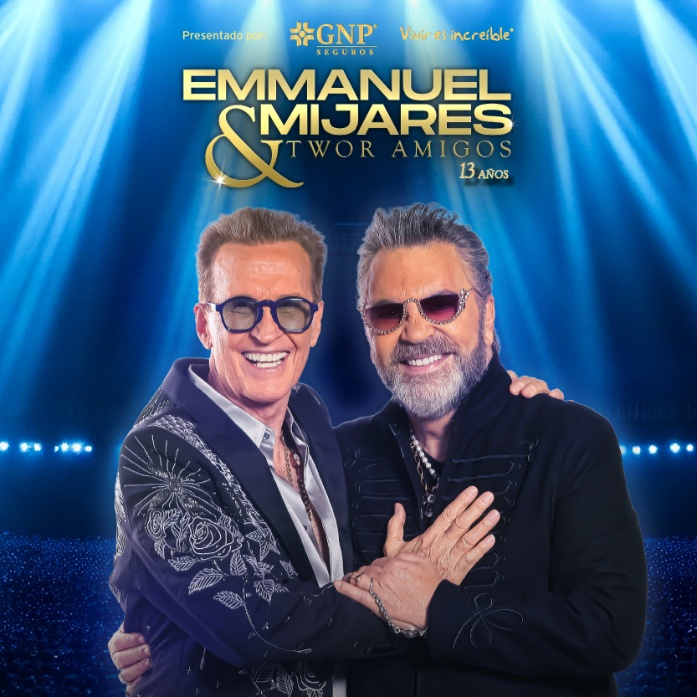 Presentado por:
GNP®
SEGUROS
Vivir es increíble®
EMMANUEL
& MIJARES
TWOR AMIGOS
13 AÑOS